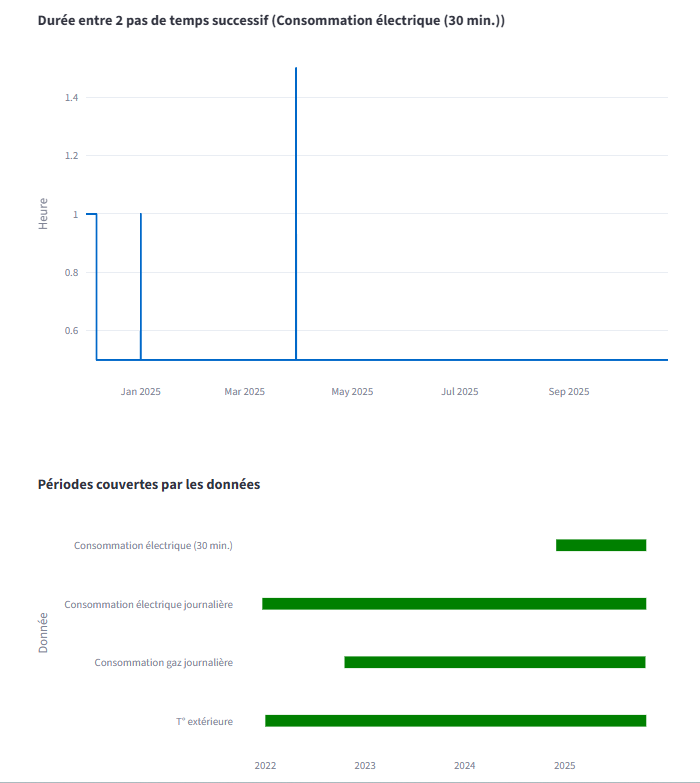 Durée entre 2 pas de temps successif (Consommation électrique (30 min.))
1.4
1.2
1
0.8
0.6
Heure
Jan 2025
Mar 2025
May 2025
Jul 2025
Sep 2025
Périodes couvertes par les données
Consommation électrique (30 min.)
Consommation électrique journalière
Consommation gaz journalière
T° extérieure
Donnée
2022
2023
2024
2025